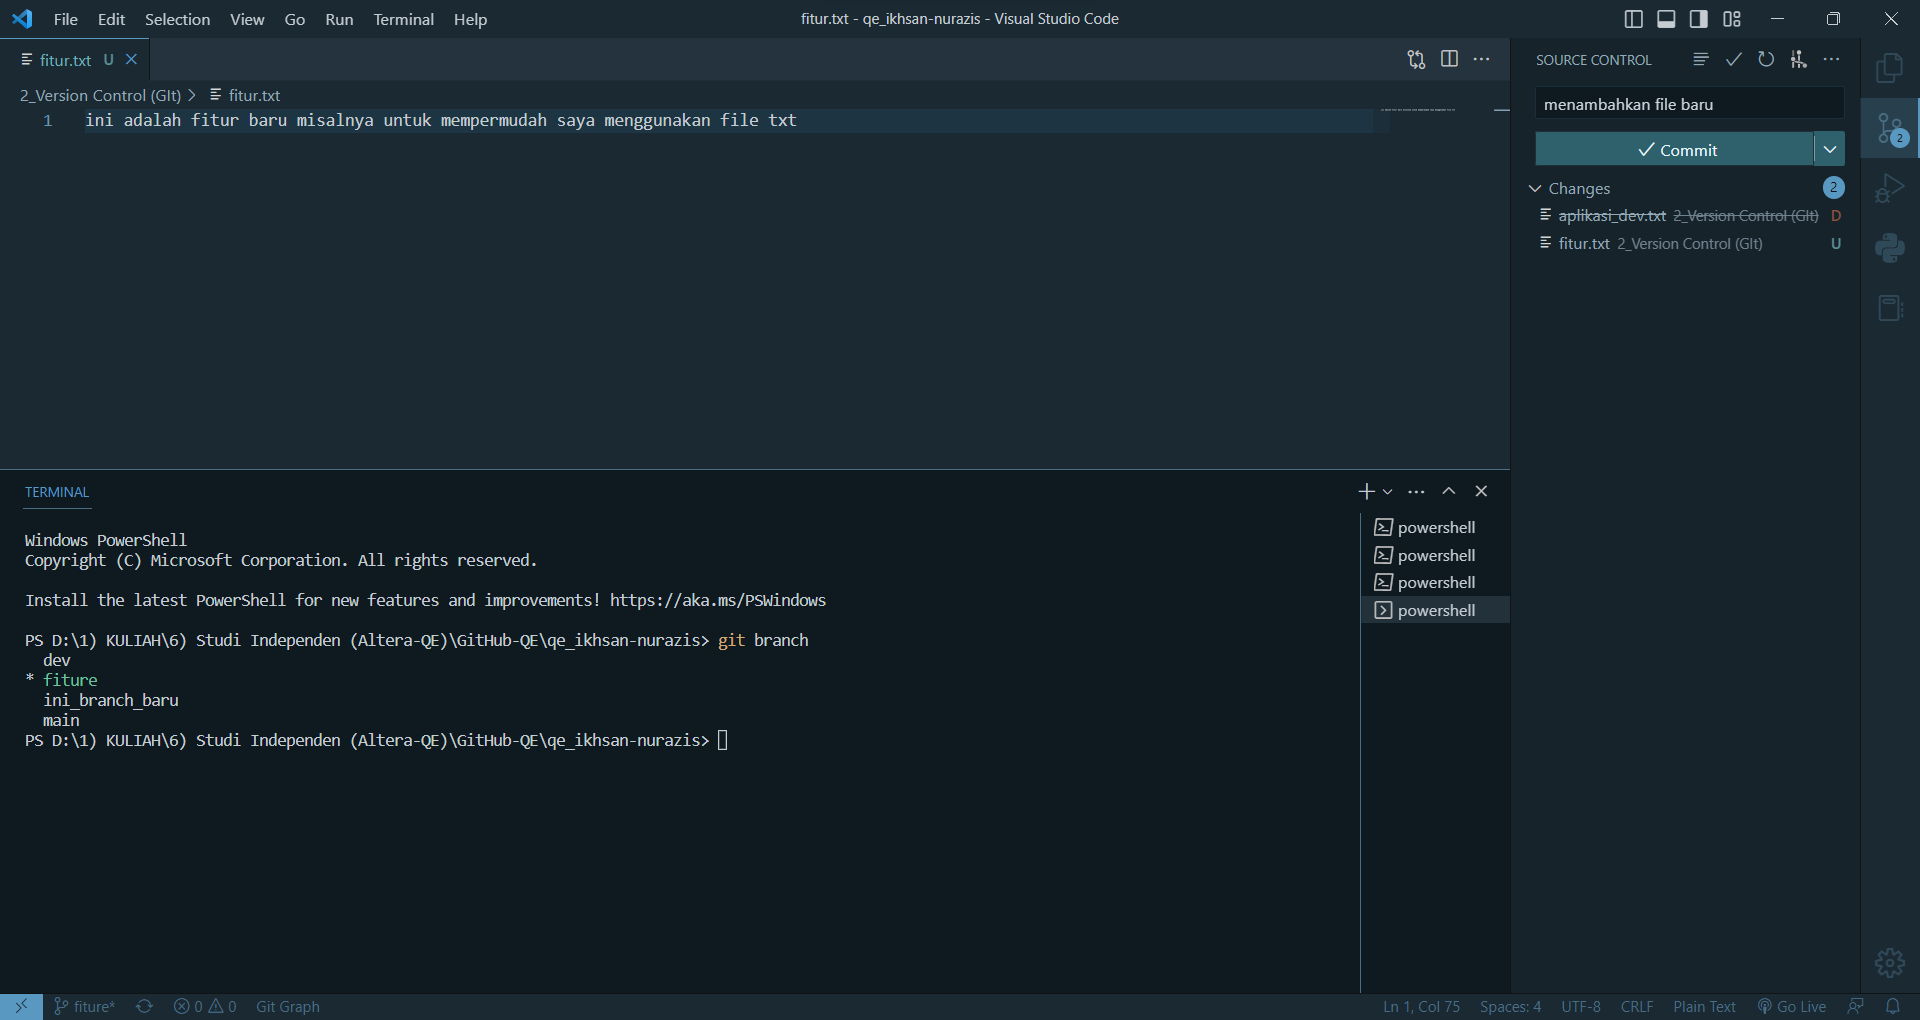 File Edit Selection View Go Run Terminal Help
fitur.txt - qe_ikhsan-nurazis - Visual Studio Code
fitur.txt U
2_Version Control (GIt) > fitur.txt
1 ini adalah fitur baru misalnya untuk mempermudah saya menggunakan file txt
TERMINAL
Windows PowerShell
Copyright (C) Microsoft Corporation. All rights reserved.
Install the latest PowerShell for new features and improvements! https://aka.ms/PSWindows
PS D:\1) KULIAH\6) Studi Independen (Altera-QE)\GitHub-QE\qe_ikhsan-nurazis> git branch
dev
* fiture
ini_branch_baru
main
PS D:\1) KULIAH\6) Studi Independen (Altera-QE)\GitHub-QE\qe_ikhsan-nurazis>
powershell
powershell
powershell
powershell
SOURCE CONTROL
menambahkan file baru
Commit
Changes 2
aplikasi_dev.txt 2_Version Control (GIt) D
fitur.txt 2_Version Control (GIt) U
2
fiture* 0 0 Git Graph
Ln 1, Col 75 Spaces: 4 UTF-8 CRLF Plain Text Go Live